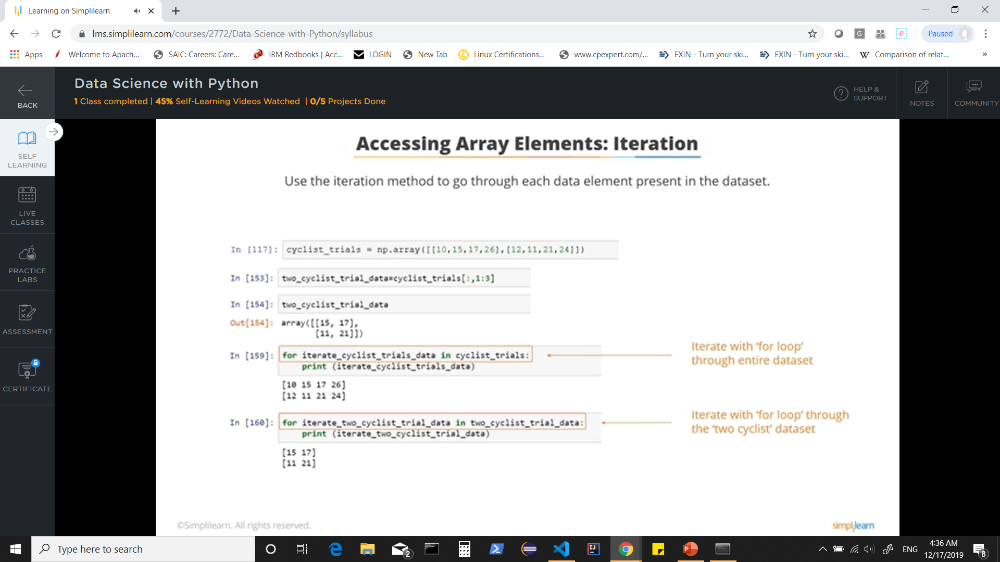 Learning on Simplilearn
lms.simplilearn.com/courses/2772/Data-Science-with-Python/syllabus
G
Paused
Apps
Welcome to Apach...
SAIC: Careers: Care...
IBM Redbooks | Acc...
LOGIN
New Tab
Linux Certifications...
www.cpexpert.com/...
EXIN - Turn your ski...
EXIN - Turn your ski...
W Comparison of relat...
»
BACK
Data Science with Python
1 Class completed | 45% Self-Learning Videos Watched | 0/5 Projects Done
? HELP &
SUPPORT
NOTES
COMMUNITY
SELF
LEARNING
LIVE
CLASSES
PRACTICE
LABS
ASSESSMENT
CERTIFICATE
Accessing Array Elements: Iteration
Use the iteration method to go through each data element present in the dataset.
In [117]: cyclist_trials = np.array([[10,15,17,26],[12,11,21,24]])
In [153]: two_cyclist_trial_data=cyclist_trials[:,1:3]
In [154]: two_cyclist_trial_data
Out[154]: array([[15, 17],
[11, 21]])
In [159]: for iterate_cyclist_trials_data in cyclist_trials:
print (iterate_cyclist_trials_data)
[10 15 17 26]
[12 11 21 24]
Iterate with ‘for loop’
through entire dataset
In [160]: for iterate_two_cyclist_trial_data in two_cyclist_trial_data:
print (iterate_two_cyclist_trial_data)
[15 17]
[11 21]
Iterate with ‘for loop’ through
the ‘two cyclist’ dataset
©Simplilearn. All rights reserved.
simplilearn
Type here to search
2
IJ
P
ENG
4:36 AM
12/17/2019
8